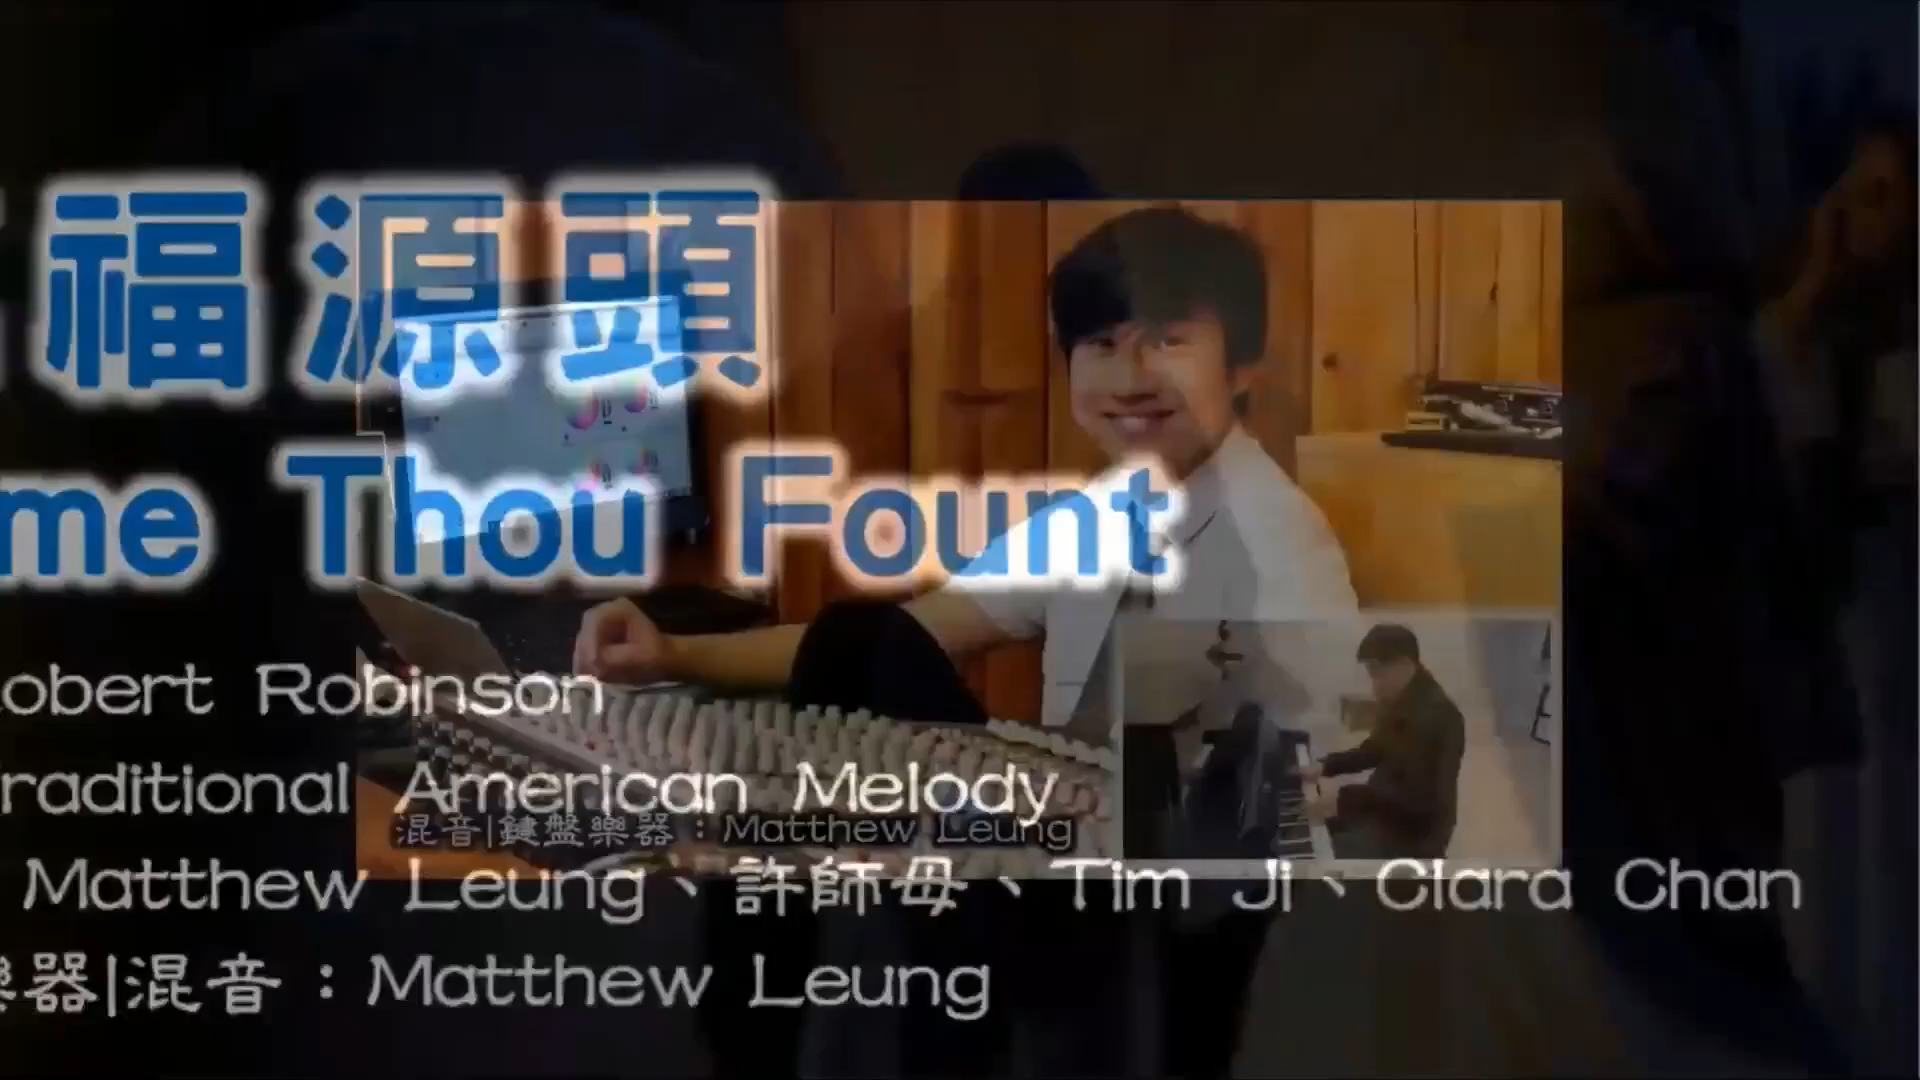 福源頭
me Thou Fount
obert Robinson
raditional American Melody
混音|鍵盤樂器：Matthew Leung
Matthew Leung、許師母、Tim Ji、Clara Chan
器|混音：Matthew Leung